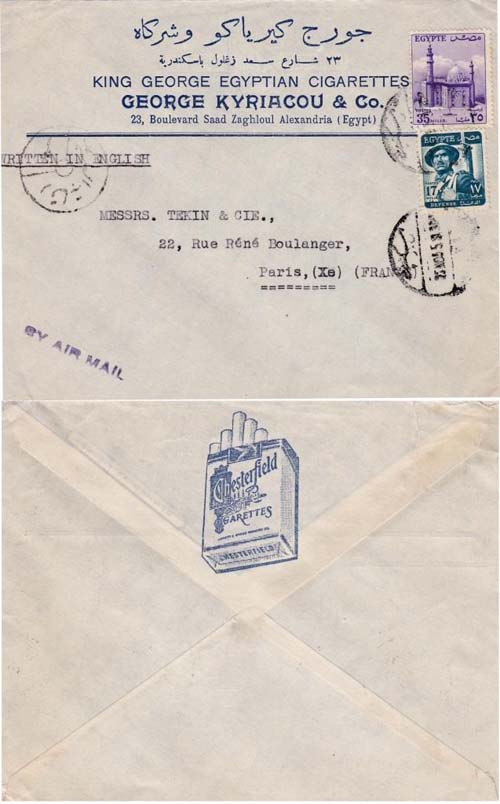 جورج كيرياكو وشركاه
٢٣ شارع سعد زغلول باسكندرية
KING GEORGE EGYPTIAN CIGARETTES
GEORGE KYRIACOU & Co.
23, Boulevard Saad Zaghloul Alexandria (Egypt)
EGYPTE مصر
35 ٣٥
EGYPTE مصر
17 ١٧
DEFENSE
WRITTEN IN ENGLISH
MESSRS. TEKIN & CIE.,
22, Rue Réné Boulanger,
Paris,(Xe) (FRANCE)
=========
BY AIR MAIL
Chesterfield
CIGARETTES
CHESTERFIELD